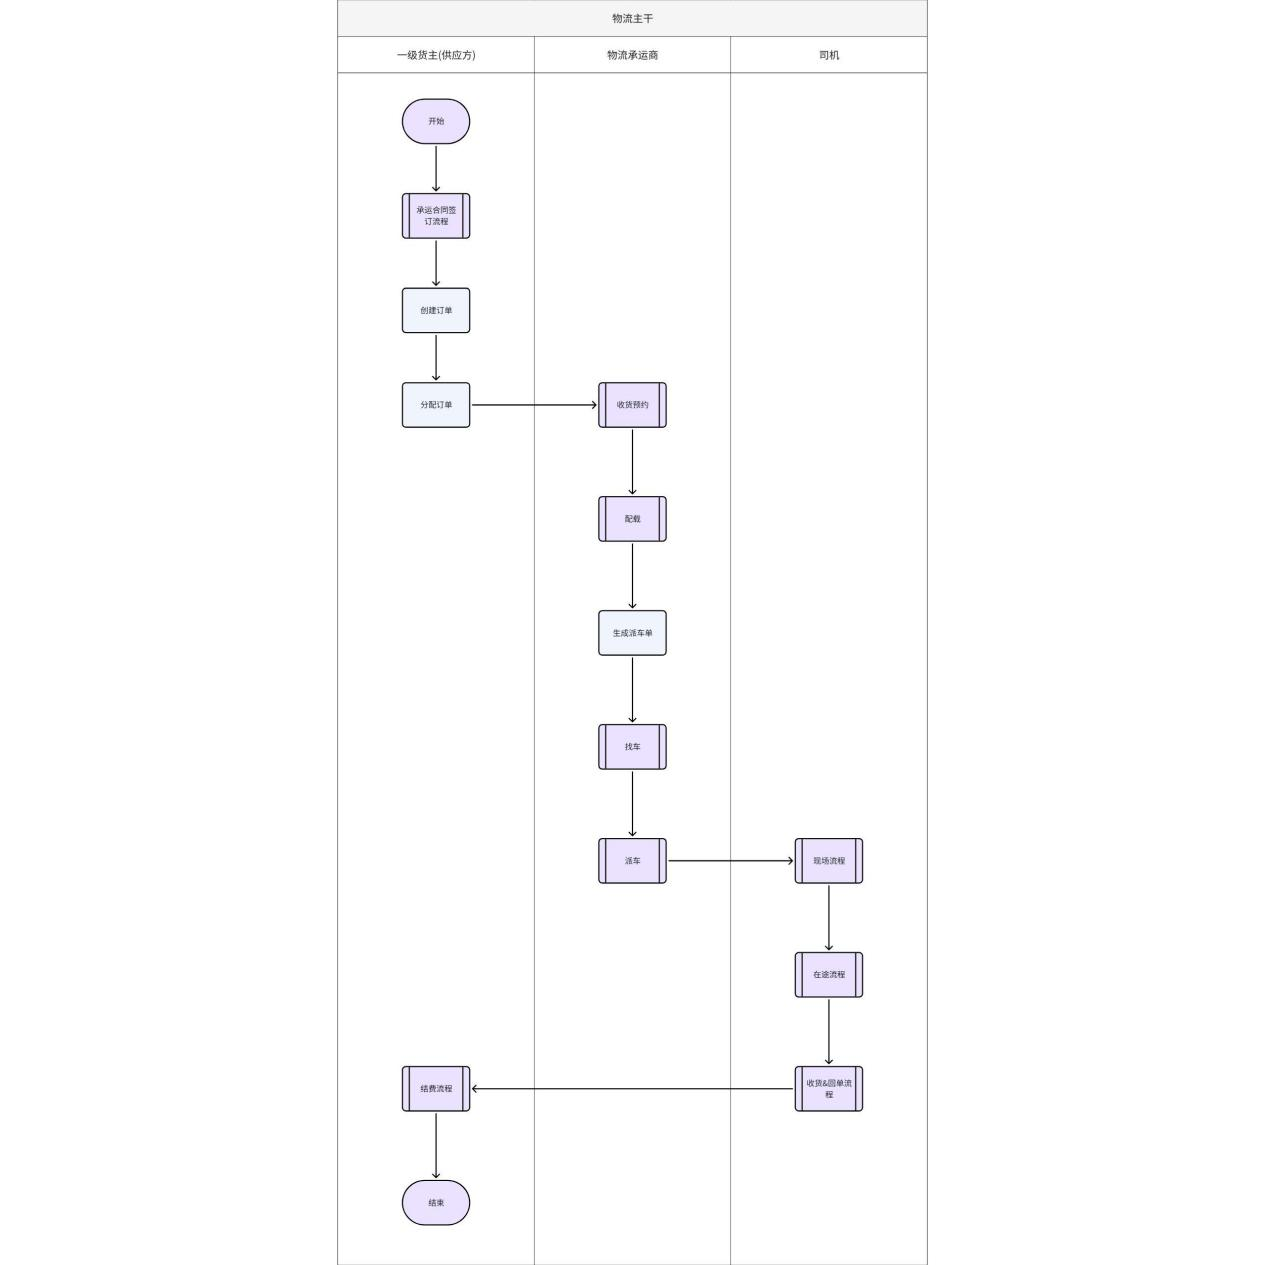 物流主干
一级货主(供应方)
物流承运商
司机
开始
承运合同签
订流程
创建订单
分配订单
收货预约
配载
生成派车单
找车
派车
现场流程
在途流程
收货&回单流
程
结费流程
结束